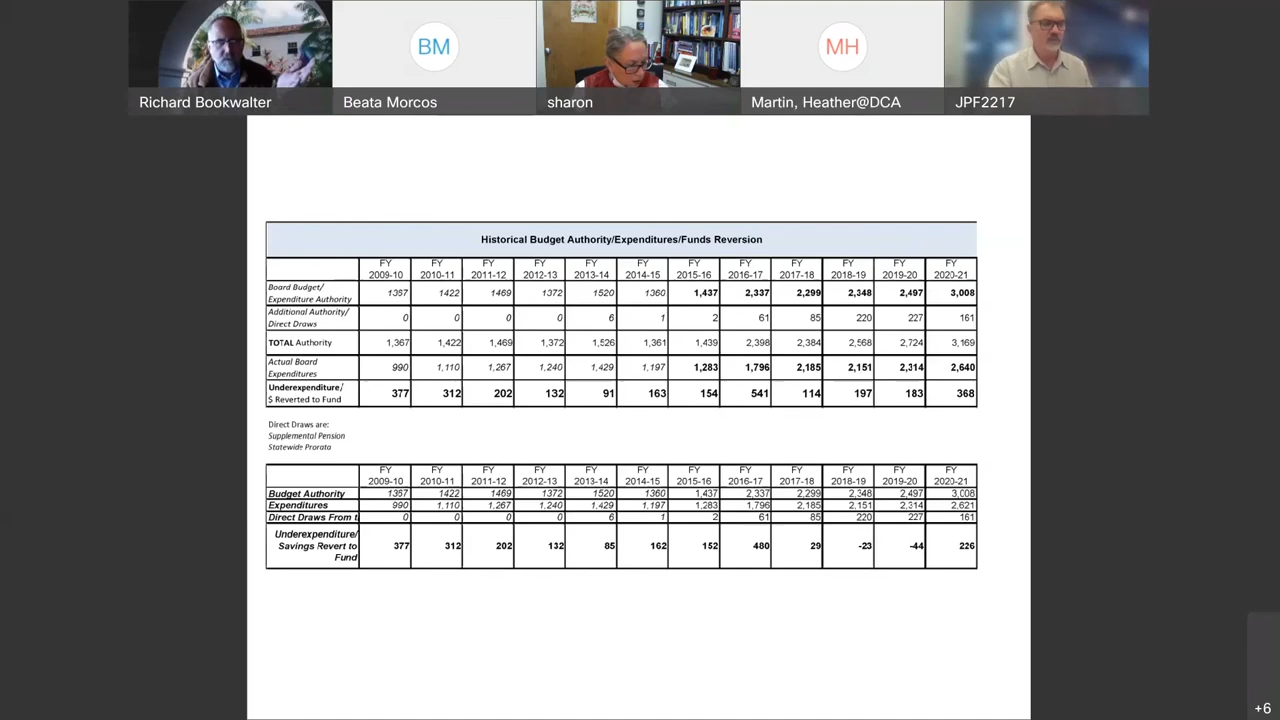 BM
MH
Richard Bookwalter
Beata Morcos
sharon
Martin, Heather@DCA
JPF2217
Historical Budget Authority/Expenditures/Funds Reversion
FY 2009-10 FY 2010-11 FY 2011-12 FY 2012-13 FY 2013-14 FY 2014-15 FY 2015-16 FY 2016-17 FY 2017-18 FY 2018-19 FY 2019-20 FY 2020-21
Board Budget/ Expenditure Authority 1367 1422 1469 1372 1520 1360 1,437 2,337 2,299 2,348 2,497 3,008
Additional Authority/ Direct Draws 0 0 0 0 6 1 2 61 85 220 227 161
TOTAL Authority 1,367 1,422 1,469 1,372 1,526 1,361 1,439 2,398 2,384 2,568 2,724 3,169
Actual Board Expenditures 990 1,110 1,267 1,240 1,429 1,197 1,283 1,796 2,185 2,151 2,314 2,640
Underexpenditure/ $ Reverted to Fund 377 312 202 132 91 163 154 541 114 197 183 368
Direct Draws are:
Supplemental Pension
Statewide Prorata
FY 2009-10 FY 2010-11 FY 2011-12 FY 2012-13 FY 2013-14 FY 2014-15 FY 2015-16 FY 2016-17 FY 2017-18 FY 2018-19 FY 2019-20 FY 2020-21
Budget Authority 1367 1422 1469 1372 1520 1360 1,437 2,337 2,299 2,348 2,497 3,008
Expenditures 990 1,110 1,267 1,240 1,429 1,197 1,283 1,796 2,185 2,151 2,314 2,621
Direct Draws From t 0 0 0 0 6 1 2 61 85 220 227 161
Underexpenditure/ Savings Revert to Fund 377 312 202 132 85 162 152 480 29 -23 -44 226
+6